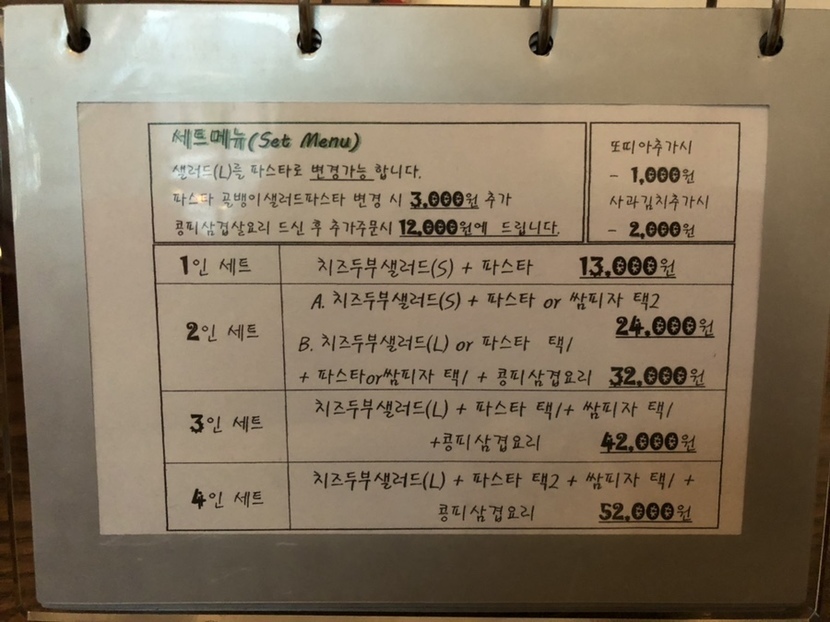 세트메뉴(Set Menu)
샐러드(L)를 파스타로 변경가능 합니다.
파스타 골뱅이샐러드파스타 변경 시 3,000원 추가
콩피삼겹살요리 드신 후 추가주문시 12,000원에 드립니다.
또띠아추가시
- 1,000원
사과김치추가시
- 2,000원
1인 세트 치즈두부샐러드(S) + 파스타 13,000원
2인 세트
A. 치즈두부샐러드(S) + 파스타 or 쌈피자 택2
24,000원
B. 치즈두부샐러드(L) or 파스타 택1
+ 파스타or쌈피자 택1 + 콩피삼겹요리 32,000원
3인 세트
치즈두부샐러드(L) + 파스타 택1+ 쌈피자 택1
+콩피삼겹요리 42,000원
4인 세트
치즈두부샐러드(L) + 파스타 택2 + 쌈피자 택1 +
콩피삼겹요리 52,000원